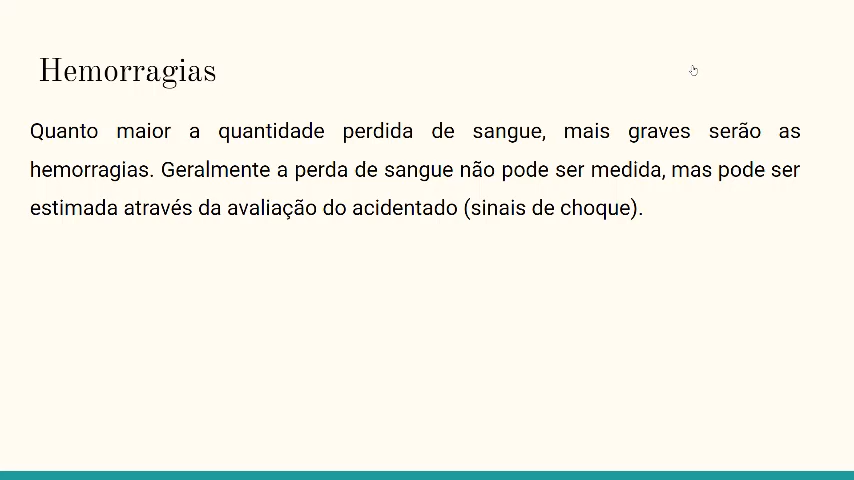 Hemorragias
Quanto maior a quantidade perdida de sangue, mais graves serão as
hemorragias. Geralmente a perda de sangue não pode ser medida, mas pode ser
estimada através da avaliação do acidentado (sinais de choque).